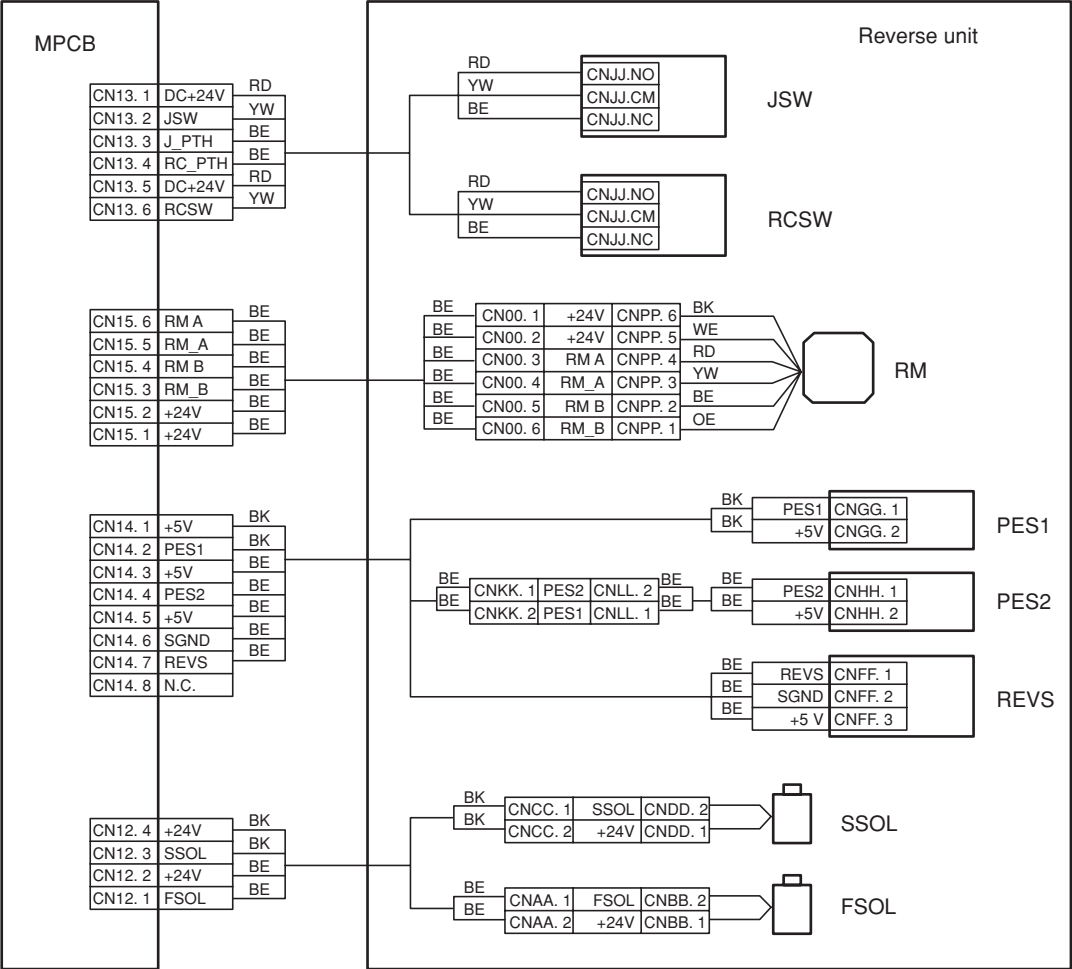 MPCB
Reverse unit
CN13. 1 DC+24V RD
CN13. 2 JSW YW
CN13. 3 J_PTH BE
CN13. 4 RC_PTH BE
CN13. 5 DC+24V RD
CN13. 6 RCSW YW
RD CNJJ.NO
YW CNJJ.CM
BE CNJJ.NC
JSW
RD CNJJ.NO
YW CNJJ.CM
BE CNJJ.NC
RCSW
CN15. 6 RM A BE
CN15. 5 RM_A BE
CN15. 4 RM B BE
CN15. 3 RM_B BE
CN15. 2 +24V BE
CN15. 1 +24V BE
BE CN00. 1 +24V CNPP. 6 BK
BE CN00. 2 +24V CNPP. 5 WE
BE CN00. 3 RM A CNPP. 4 RD
BE CN00. 4 RM_A CNPP. 3 YW
BE CN00. 5 RM B CNPP. 2 BE
BE CN00. 6 RM_B CNPP. 1 OE
RM
CN14. 1 +5V BK
CN14. 2 PES1 BK
CN14. 3 +5V BE
CN14. 4 PES2 BE
CN14. 5 +5V BE
CN14. 6 SGND BE
CN14. 7 REVS BE
CN14. 8 N.C.
BK PES1 CNGG. 1
BK +5V CNGG. 2
PES1
BE CNKK. 1 PES2 CNLL. 2 BE BE PES2 CNHH. 1
BE CNKK. 2 PES1 CNLL. 1 BE BE +5V CNHH. 2
PES2
BE REVS CNFF. 1
BE SGND CNFF. 2
BE +5 V CNFF. 3
REVS
CN12. 4 +24V BK
CN12. 3 SSOL BK
CN12. 2 +24V BE
CN12. 1 FSOL BE
BK CNCC. 1 SSOL CNDD. 2
BK CNCC. 2 +24V CNDD. 1
SSOL
BE CNAA. 1 FSOL CNBB. 2
BE CNAA. 2 +24V CNBB. 1
FSOL